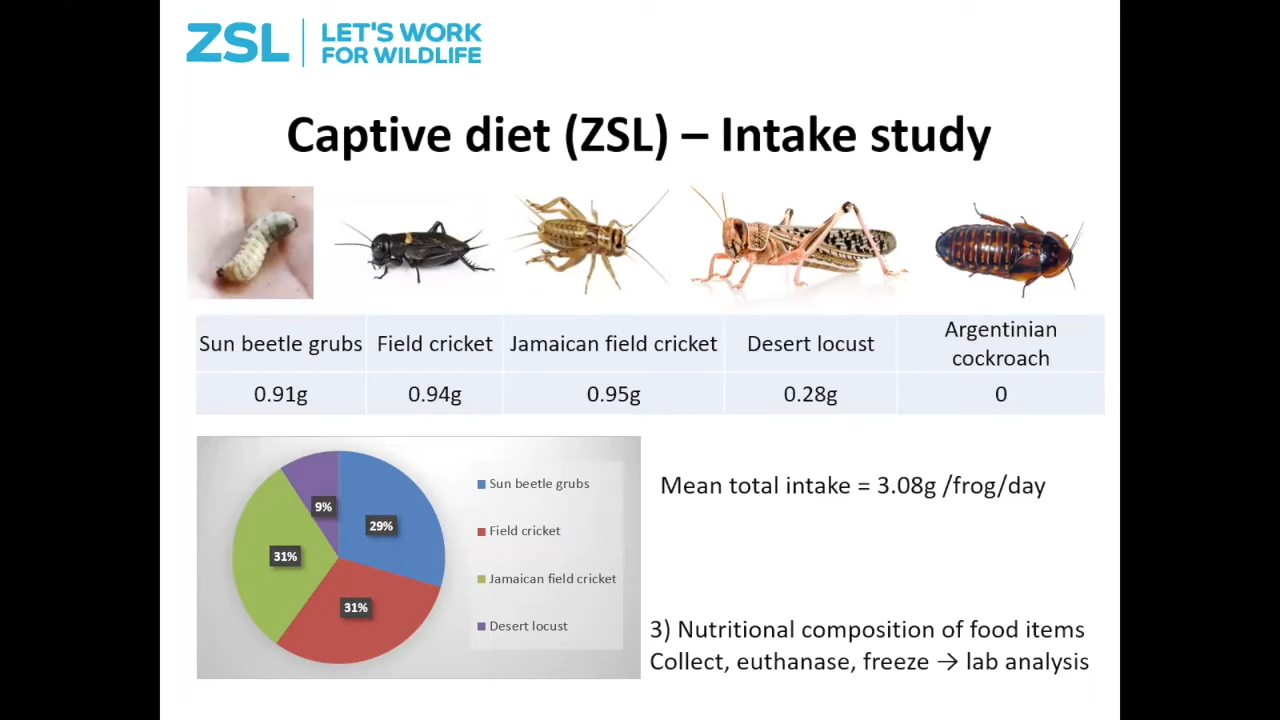 ZSL
LET'S WORK
FOR WILDLIFE
Captive diet (ZSL) – Intake study
Sun beetle grubs
Field cricket
Jamaican field cricket
Desert locust
Argentinian
cockroach
0.91g
0.94g
0.95g
0.28g
0
9%
29%
31%
31%
Sun beetle grubs
Field cricket
Jamaican field cricket
Desert locust
Mean total intake = 3.08g /frog/day
3) Nutritional composition of food items
Collect, euthanase, freeze → lab analysis